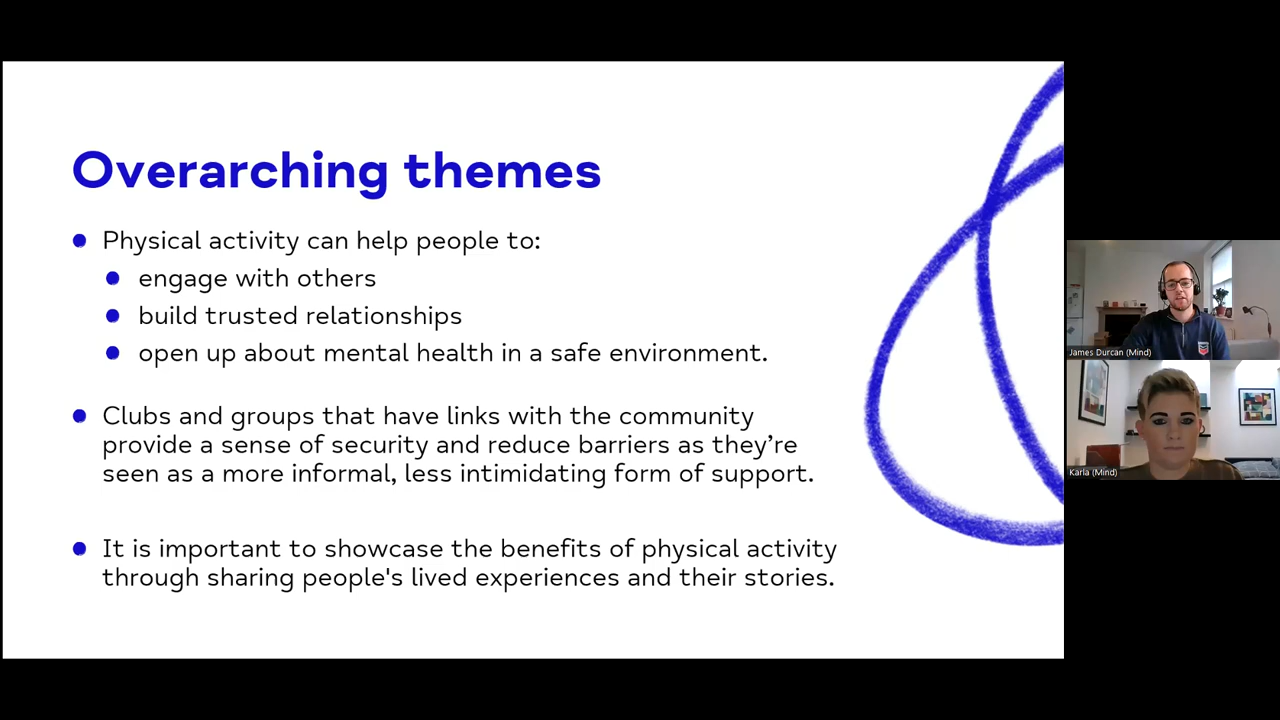 Overarching themes
Physical activity can help people to:
engage with others
build trusted relationships
open up about mental health in a safe environment.
Clubs and groups that have links with the community
provide a sense of security and reduce barriers as they’re
seen as a more informal, less intimidating form of support.
It is important to showcase the benefits of physical activity
through sharing people's lived experiences and their stories.
James Durcan (Mind)
Karla (Mind)